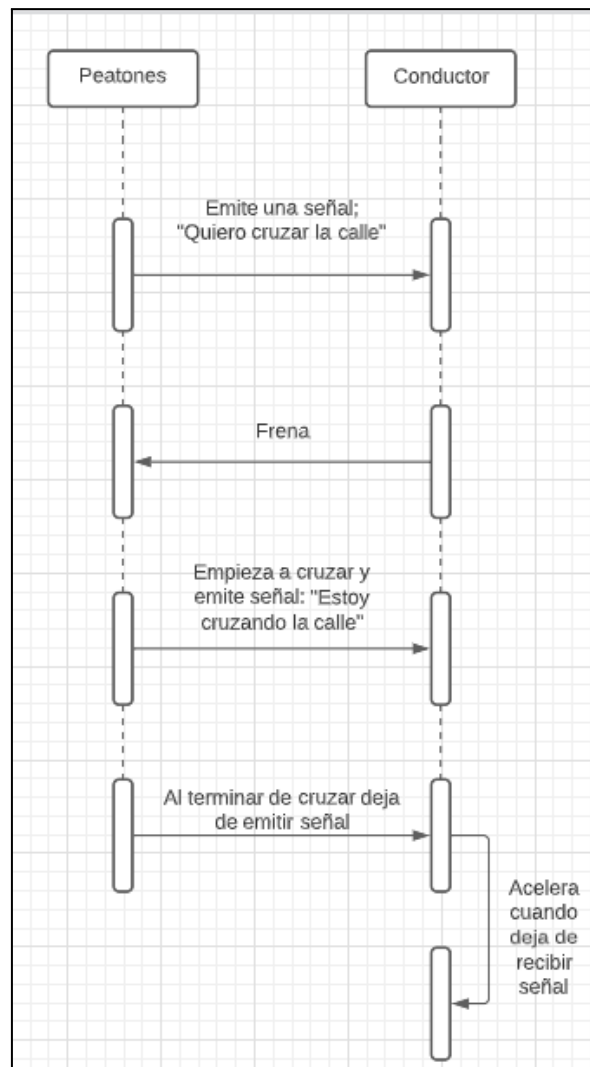 Peatones
Conductor
Emite una señal;
"Quiero cruzar la calle"
Frena
Empieza a cruzar y
emite señal: "Estoy
cruzando la calle"
Al terminar de cruzar deja
de emitir señal
Acelera
cuando
deja de
recibir
señal